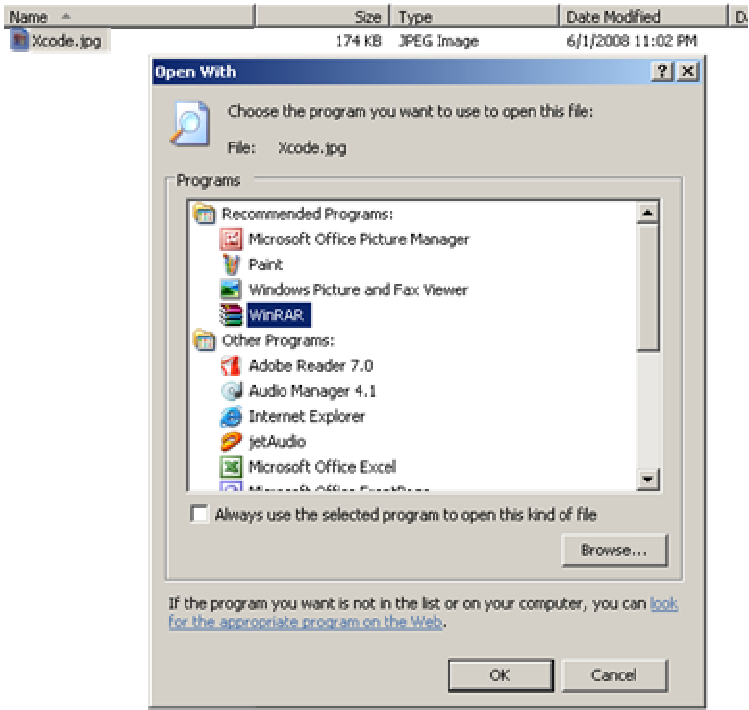 Name Size Type Date Modified D
Xcode.jpg 174 KB JPEG Image 6/1/2008 11:02 PM
Open With
Choose the program you want to use to open this file:
File: Xcode.jpg
Programs
Recommended Programs:
Microsoft Office Picture Manager
Paint
Windows Picture and Fax Viewer
WinRAR
Other Programs:
Adobe Reader 7.0
Audio Manager 4.1
Internet Explorer
jetAudio
Microsoft Office Excel
Microsoft Office FrontPage
Always use the selected program to open this kind of file
Browse...
If the program you want is not in the list or on your computer, you can look
for the appropriate program on the Web.
OK Cancel